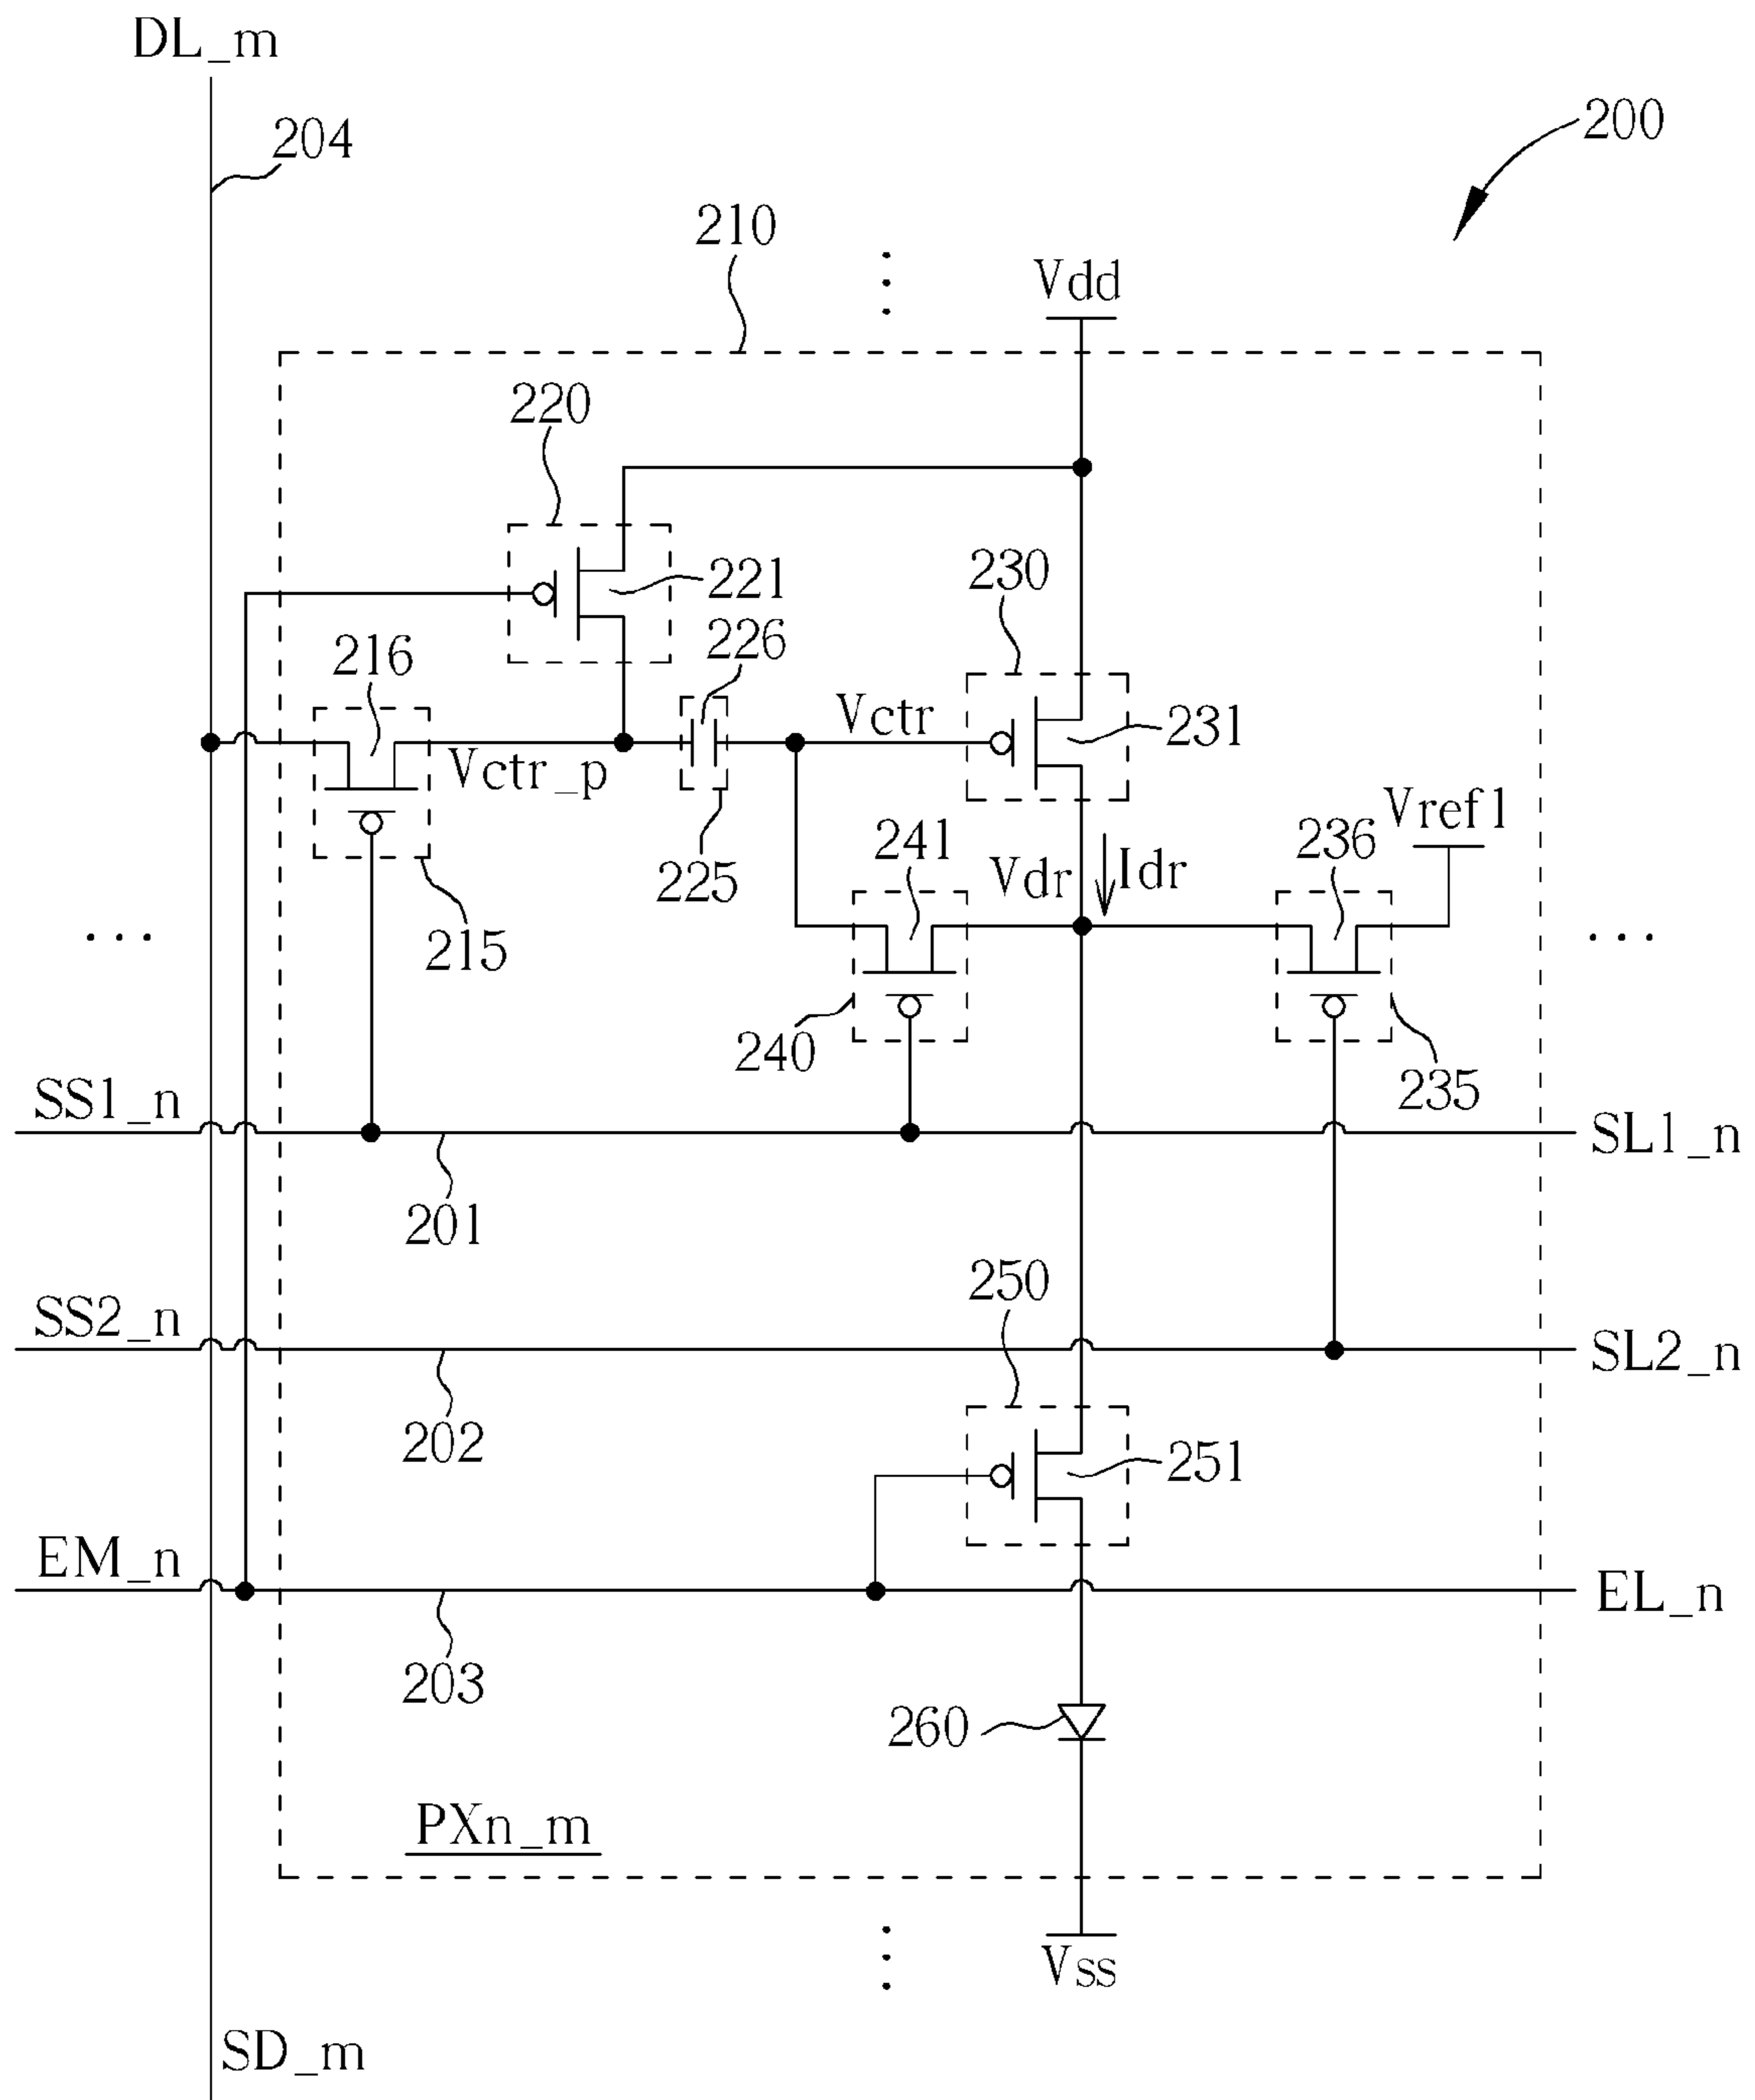 DL_m
204
200
210
Vdd
220
221
230
226
216
Vctr
231
Vctr_p
Vref1
241
236
Vdr
Idr
225
215
240
235
SS1_n
SL1_n
201
250
SS2_n
SL2_n
202
251
EM_n
EL_n
203
260
PXn_m
Vss
SD_m